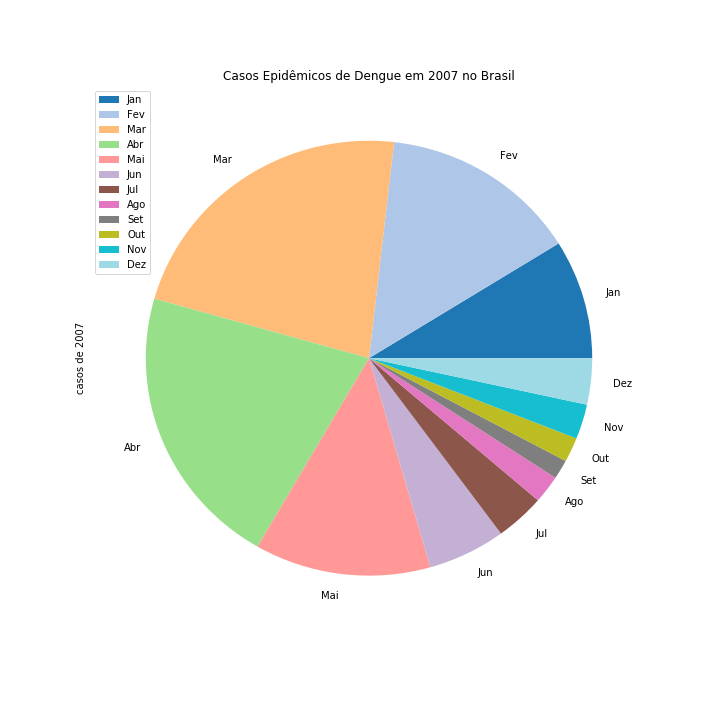 Casos Epidêmicos de Dengue em 2007 no Brasil
Jan
Fev
Mar
Abr
Mai
Jun
Jul
Ago
Set
Out
Nov
Dez
casos de 2007
Jan
Fev
Mar
Abr
Mai
Jun
Jul
Ago
Set
Out
Nov
Dez